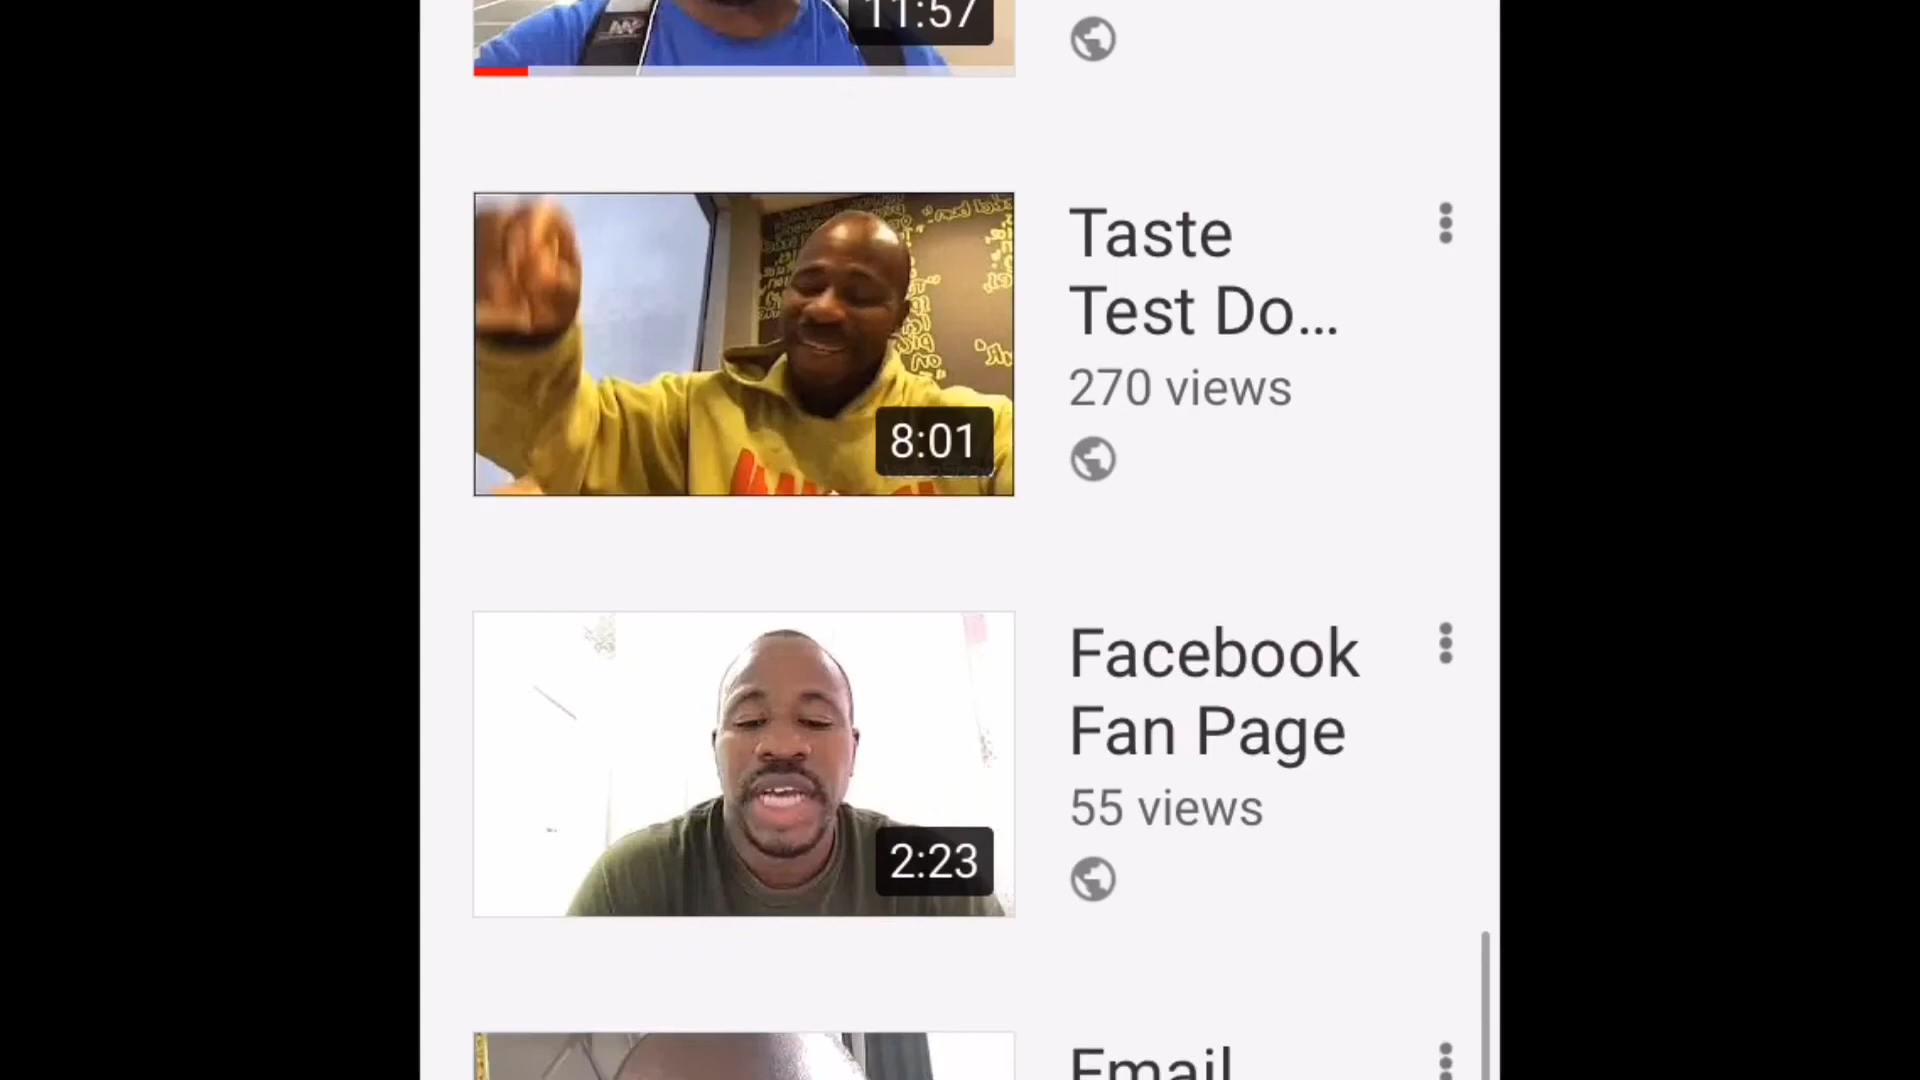 11:57
Taste
Test Do...
270 views
8:01
Facebook
Fan Page
55 views
2:23
Email